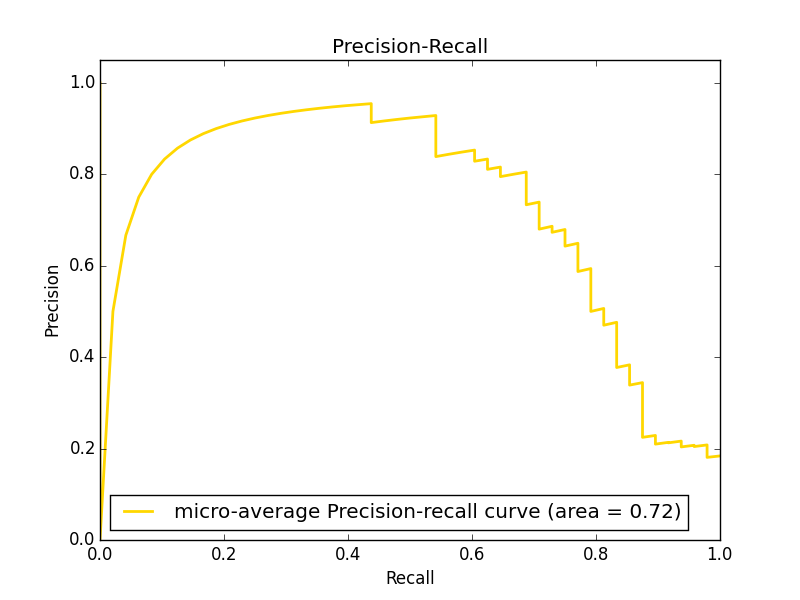 Precision-Recall
1.0
0.8
0.6
0.4
0.2
0.0
Precision
micro-average Precision-recall curve (area = 0.72)
0.0 0.2 0.4 0.6 0.8 1.0
Recall